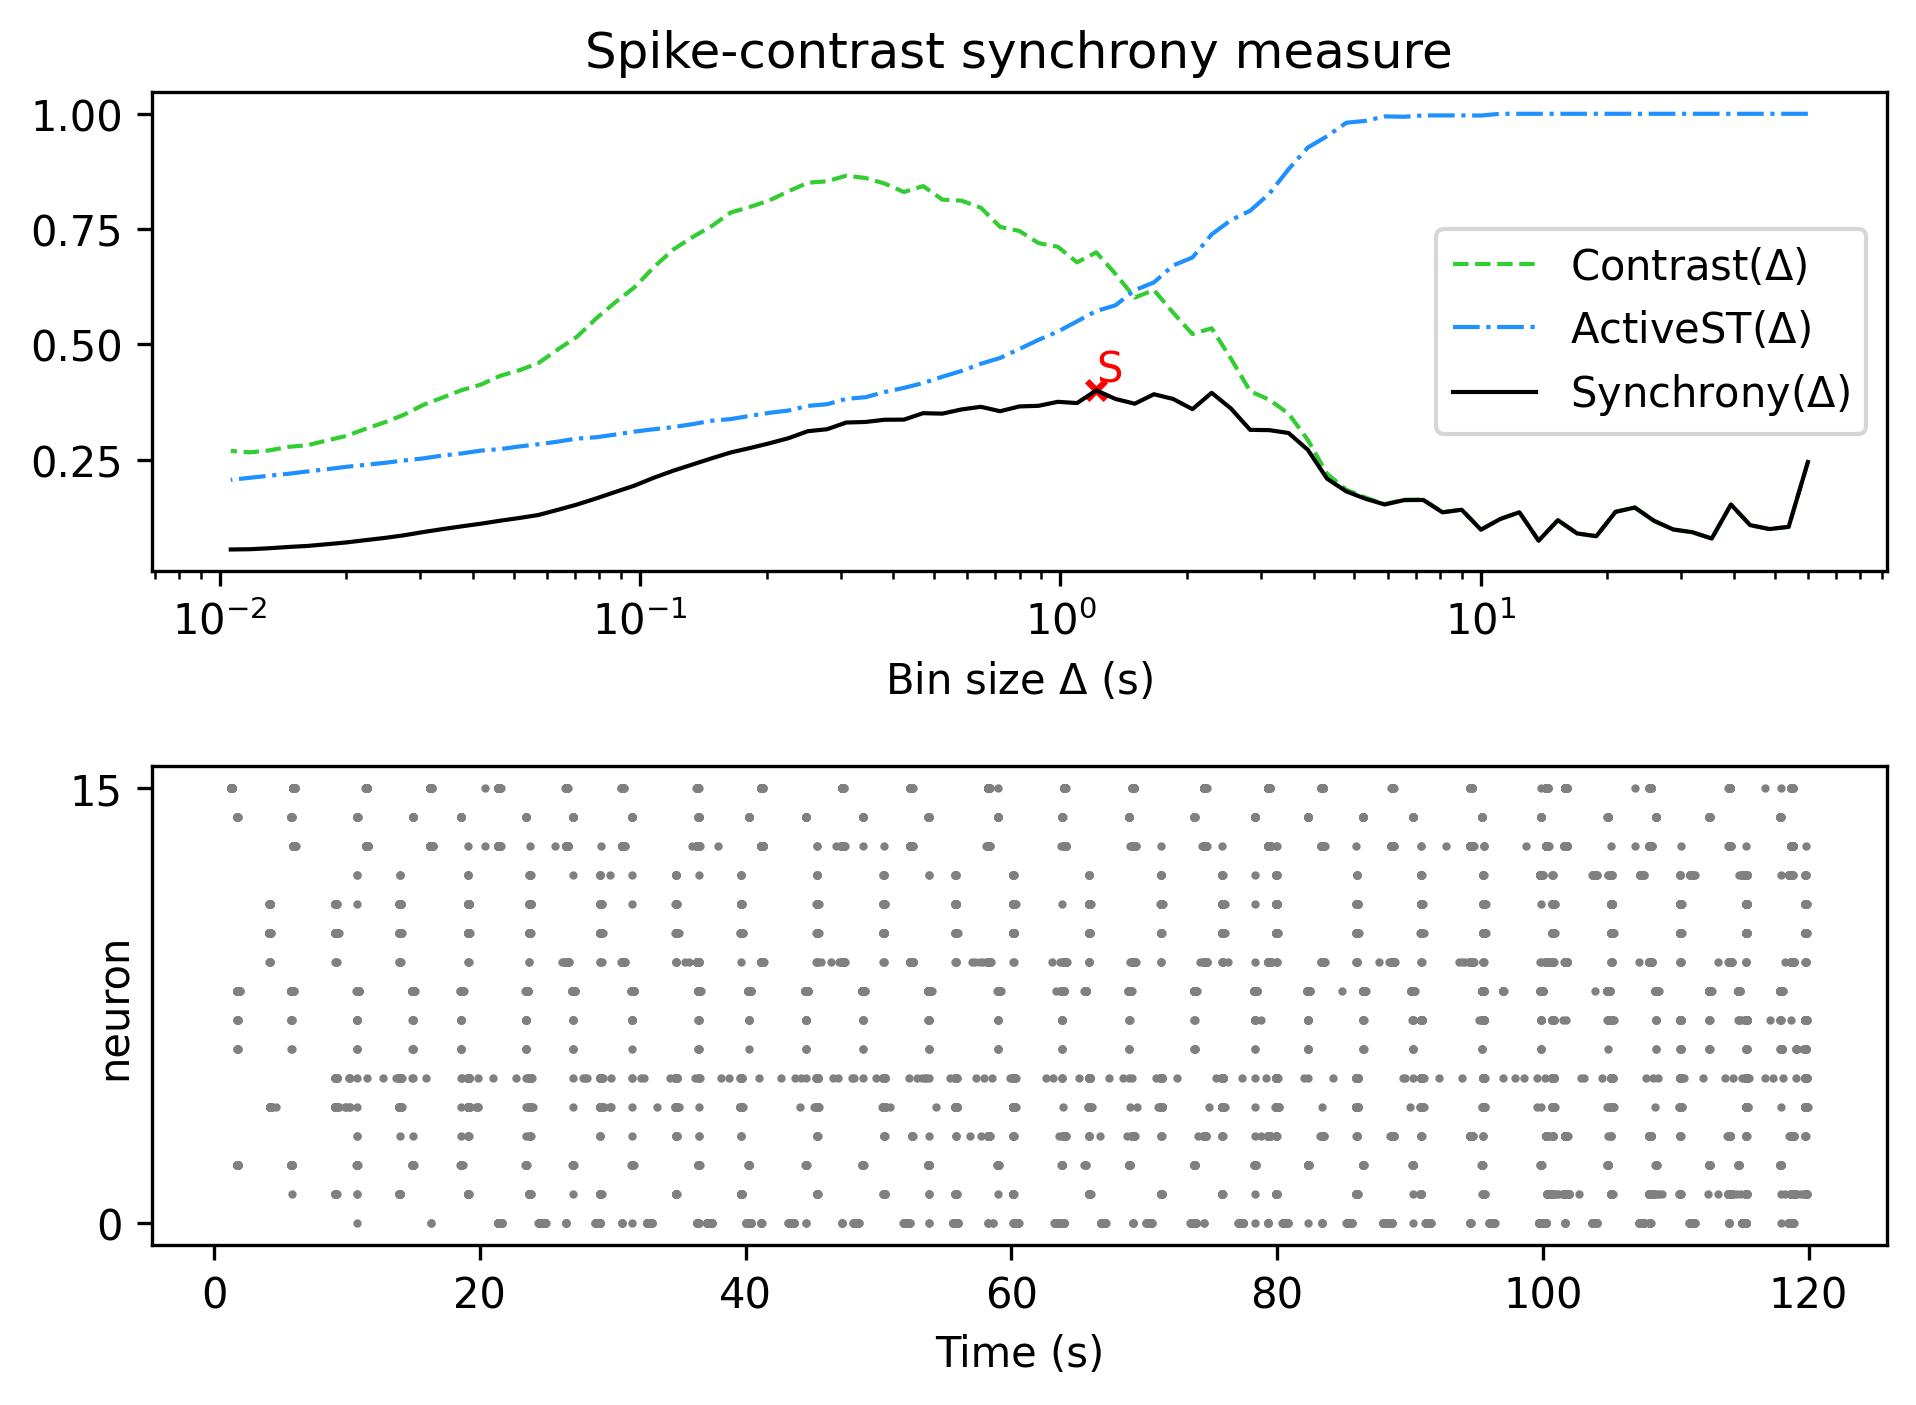 Spike-contrast synchrony measure
1.00
0.75
0.50
0.25
Contrast(Δ)
ActiveST(Δ)
Synchrony(Δ)
S
10⁻² 10⁻¹ 10⁰ 10¹
Bin size Δ (s)
15
0
neuron
0 20 40 60 80 100 120
Time (s)